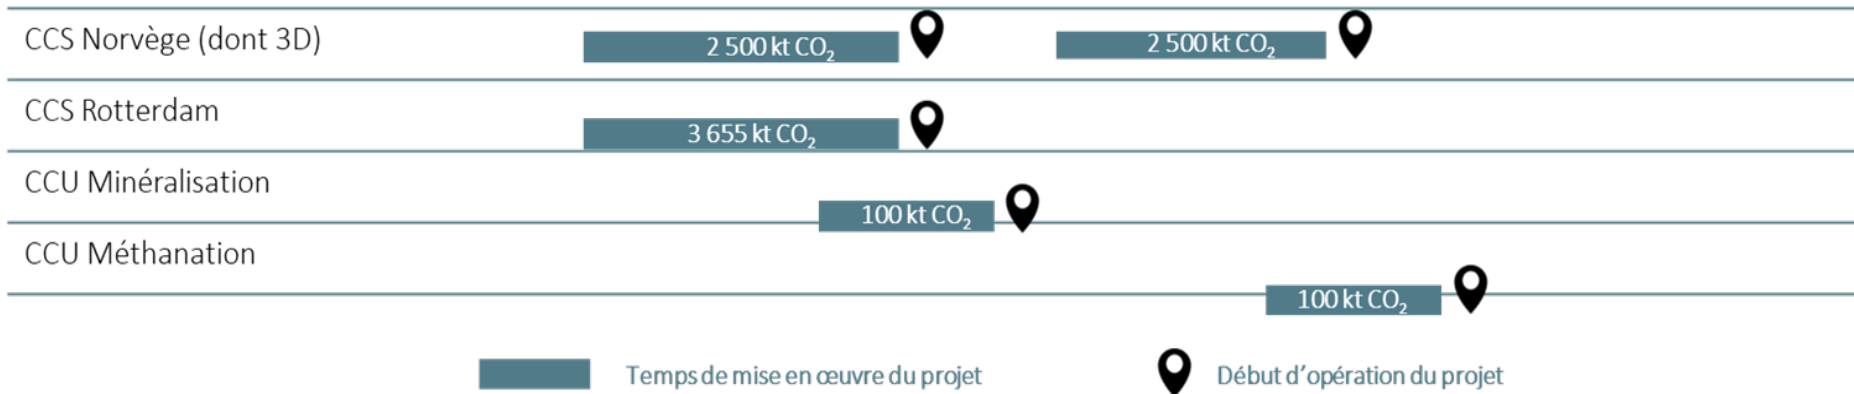 CCS Norvège (dont 3D)
2 500 kt CO₂
2 500 kt CO₂
CCS Rotterdam
3 655 kt CO₂
CCU Minéralisation
100 kt CO₂
CCU Méthanation
100 kt CO₂
Temps de mise en œuvre du projet
Début d’opération du projet